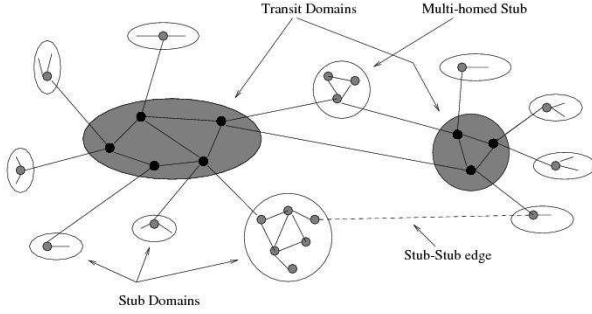 Transit Domains
Multi-homed Stub
Stub-Stub edge
Stub Domains